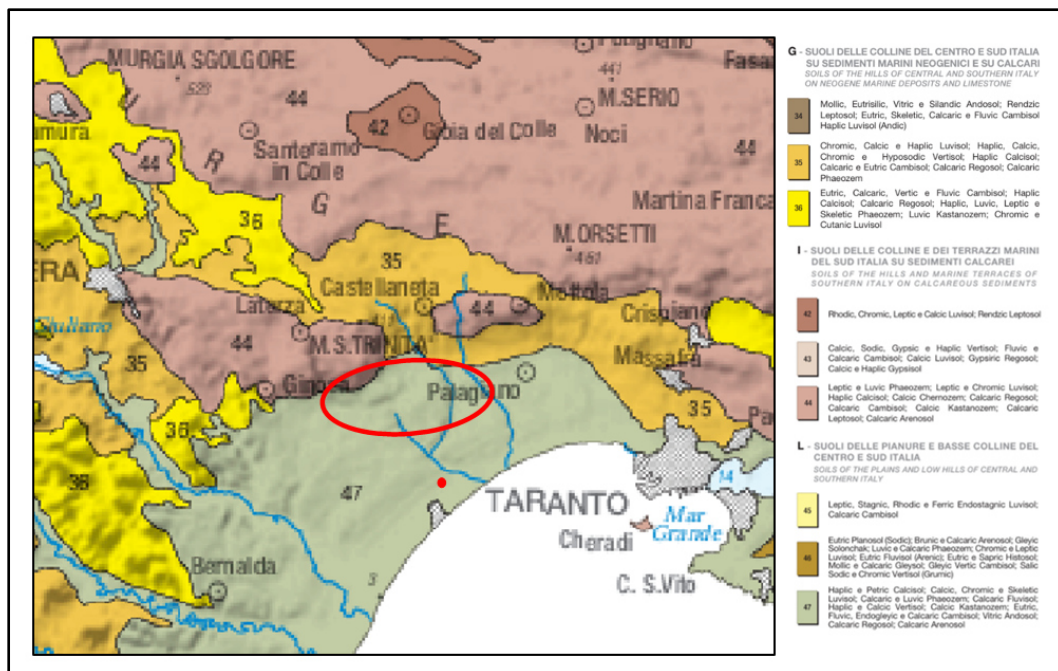 MURGIA SGOLGORE
523
44
42
Gioia del Colle
Santeramo
in Colle
441
M.SERIO
Noci
Fasa
44
44
R
G
E
36
Martina Franca
M.ORSETTI
461
35
Castellaneta
Laterza
44
Mottola
Crispiano
M.S.TRINITA'
Massafra
ERA
Giuliano
44
35
Ginosa
Palagiano
35
36
36
47
TARANTO
14
Mar
Grande
Cheradi
Bernalda
3
C. S.Vito
G - SUOLI DELLE COLLINE DEL CENTRO E SUD ITALIA
SU SEDIMENTI MARINI NEOGENICI E SU CALCARI
SOILS OF THE HILLS OF CENTRAL AND SOUTHERN ITALY
ON NEOGENE MARINE DEPOSITS AND LIMESTONE
34
Mollic, Eutrisilic, Vitric e Silandic Andosol; Rendzic
Leptosol; Eutric, Skeletic, Calcaric e Fluvic Cambisol
Haplic Luvisol (Andic)
35
Chromic, Calcic e Haplic Luvisol; Haplic, Calcic,
Chromic e Hyposodic Vertisol; Haplic Calcisol;
Calcaric e Eutric Cambisol; Calcaric Regosol; Calcaric
Phaeozem
36
Eutric, Calcaric, Vertic e Fluvic Cambisol; Haplic
Calcisol; Calcaric Regosol; Haplic, Luvic, Leptic e
Skeletic Phaeozem; Luvic Kastanozem; Chromic e
Cutanic Luvisol
I - SUOLI DELLE COLLINE E DEI TERRAZZI MARINI
DEL SUD ITALIA SU SEDIMENTI CALCAREI
SOILS OF THE HILLS AND MARINE TERRACES OF
SOUTHERN ITALY ON CALCAREOUS SEDIMENTS
42
Rhodic, Chromic, Leptic e Calcic Luvisol; Rendzic Leptosol
43
Calcic, Sodic, Gypsic e Haplic Vertisol; Fluvic e
Calcaric Cambisol; Calcic Luvisol; Gypsiric Regosol;
Calcic e Haplic Gypsisol
44
Leptic e Luvic Phaeozem; Leptic e Chromic Luvisol;
Haplic Calcisol; Calcic Chernozem; Calcaric Regosol;
Calcaric Cambisol; Calcic Kastanozem; Calcaric
Leptosol; Calcaric Arenosol
L - SUOLI DELLE PIANURE E BASSE COLLINE DEL
CENTRO E SUD ITALIA
SOILS OF THE PLAINS AND LOW HILLS OF CENTRAL AND
SOUTHERN ITALY
45
Leptic, Stagnic, Rhodic e Ferric Endostagnic Luvisol;
Calcaric Cambisol
46
Eutric Planosol (Sodic); Brunic e Calcaric Arenosol; Gleyic
Solonchak; Luvic e Calcaric Phaeozem; Chromic e Leptic
Luvisol; Eutric Fluvisol (Arenic); Eutric e Sapric Histosol;
Mollic e Calcaric Gleysol; Gleyic Vertic Cambisol; Salic
Sodic e Chromic Vertisol (Grumic)
47
Haplic e Petric Calcisol; Calcic, Chromic e Skeletic
Luvisol; Calcaric e Luvic Phaeozem; Calcaric Fluvisol;
Haplic e Calcic Vertisol; Calcic Kastanozem; Eutric,
Fluvic, Endogleyic e Calcaric Cambisol; Vitric Andosol;
Calcaric Regosol; Calcaric Arenosol